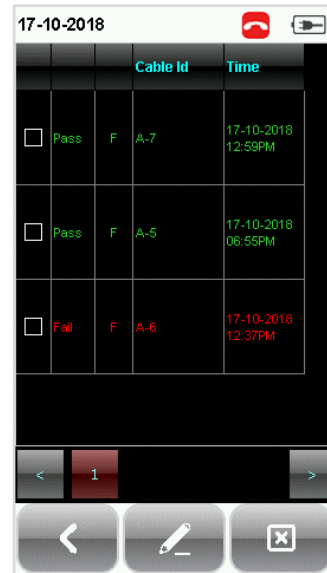 17-10-2018
Cable Id Time
Pass F A-7 17-10-2018
12:59PM
Pass F A-5 17-10-2018
06:55PM
Fail F A-6 17-10-2018
12:37PM
< 1 >